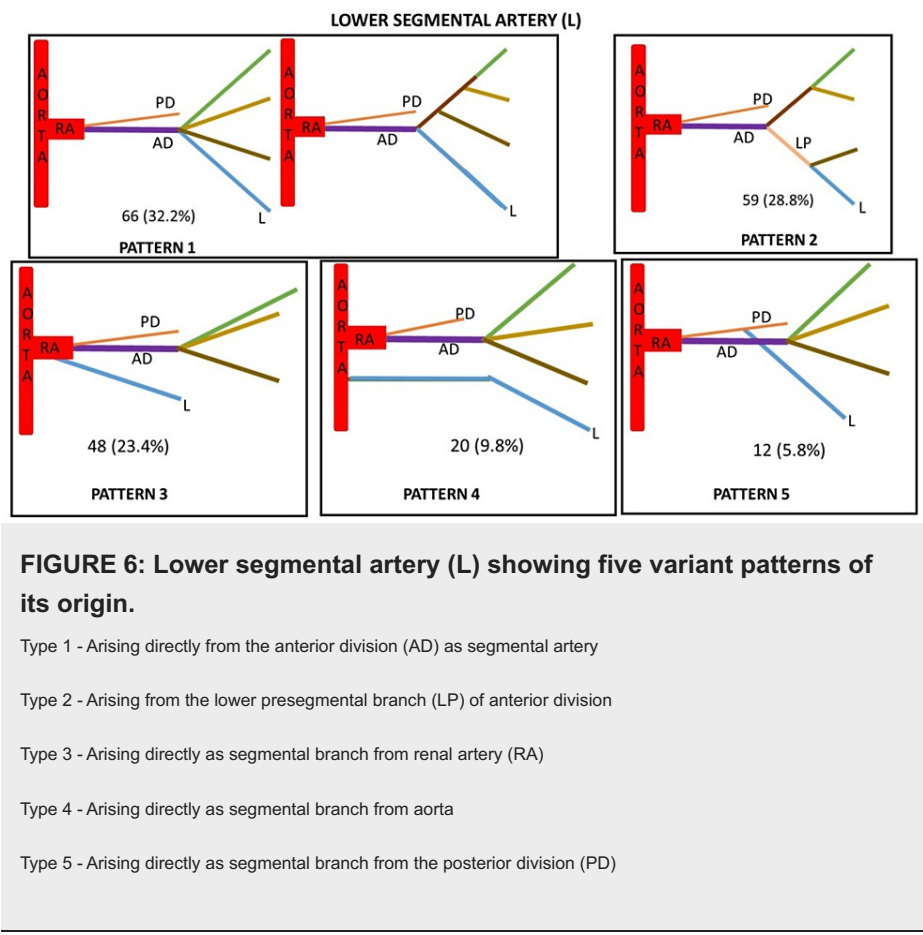 LOWER SEGMENTAL ARTERY (L)
AORTA
RA
PD
AD
L
66 (32.2%)
PATTERN 1
AORTA
RA
PD
AD
L
AORTA
RA
PD
AD
LP
L
59 (28.8%)
PATTERN 2
AORTA
RA
PD
AD
L
48 (23.4%)
PATTERN 3
AORTA
RA
PD
AD
L
20 (9.8%)
PATTERN 4
AORTA
RA
PD
AD
L
12 (5.8%)
PATTERN 5
FIGURE 6: Lower segmental artery (L) showing five variant patterns of
its origin.
Type 1 - Arising directly from the anterior division (AD) as segmental artery
Type 2 - Arising from the lower presegmental branch (LP) of anterior division
Type 3 - Arising directly as segmental branch from renal artery (RA)
Type 4 - Arising directly as segmental branch from aorta
Type 5 - Arising directly as segmental branch from the posterior division (PD)